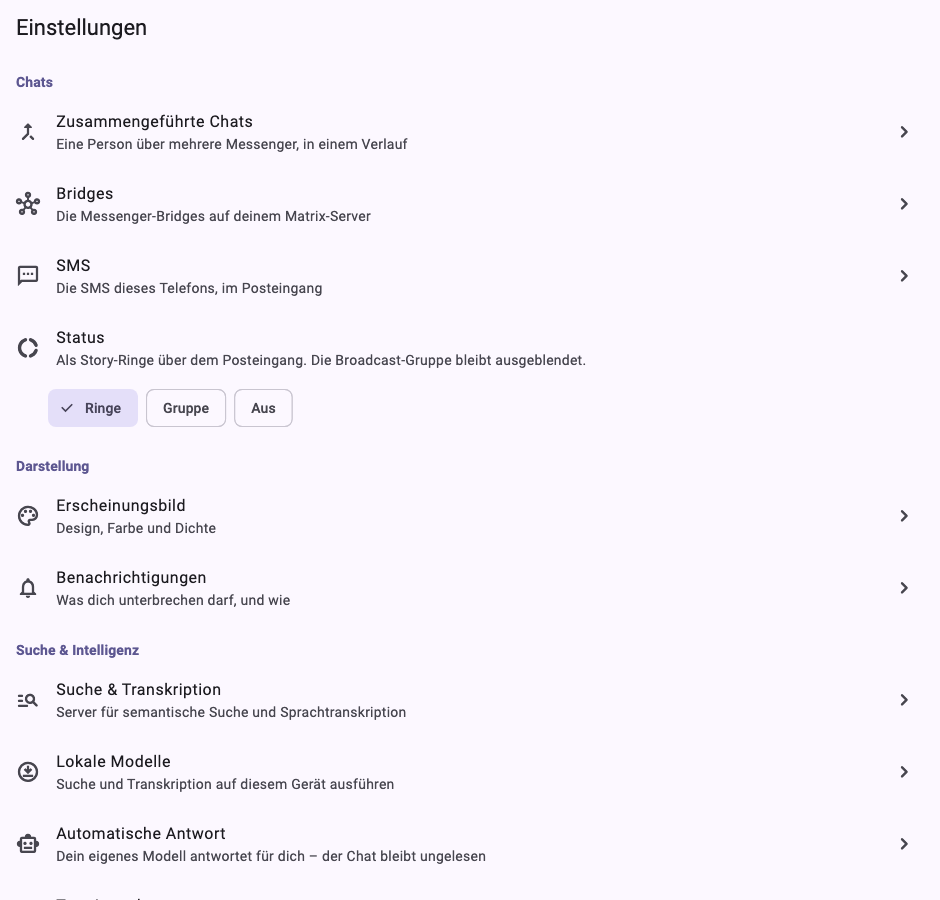 Einstellungen
Chats
Zusammengeführte Chats
Eine Person über mehrere Messenger, in einem Verlauf
Bridges
Die Messenger-Bridges auf deinem Matrix-Server
SMS
Die SMS dieses Telefons, im Posteingang
Status
Als Story-Ringe über dem Posteingang. Die Broadcast-Gruppe bleibt ausgeblendet.
Ringe Gruppe Aus
Darstellung
Erscheinungsbild
Design, Farbe und Dichte
Benachrichtigungen
Was dich unterbrechen darf, und wie
Suche & Intelligenz
Suche & Transkription
Server für semantische Suche und Sprachtranskription
Lokale Modelle
Suche und Transkription auf diesem Gerät ausführen
Automatische Antwort
Dein eigenes Modell antwortet für dich – der Chat bleibt ungelesen